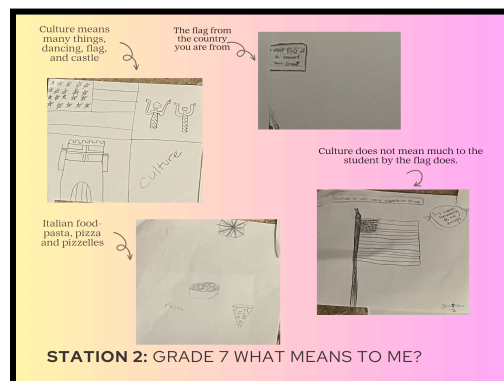 Culture means
many things,
dancing, flag,
and castle
The flag from
the country
you are from
Culture
Culture does not mean much to the
student by the flag does.
Italian food-
pasta, pizza
and pizzelles
STATION 2: GRADE 7 WHAT MEANS TO ME?